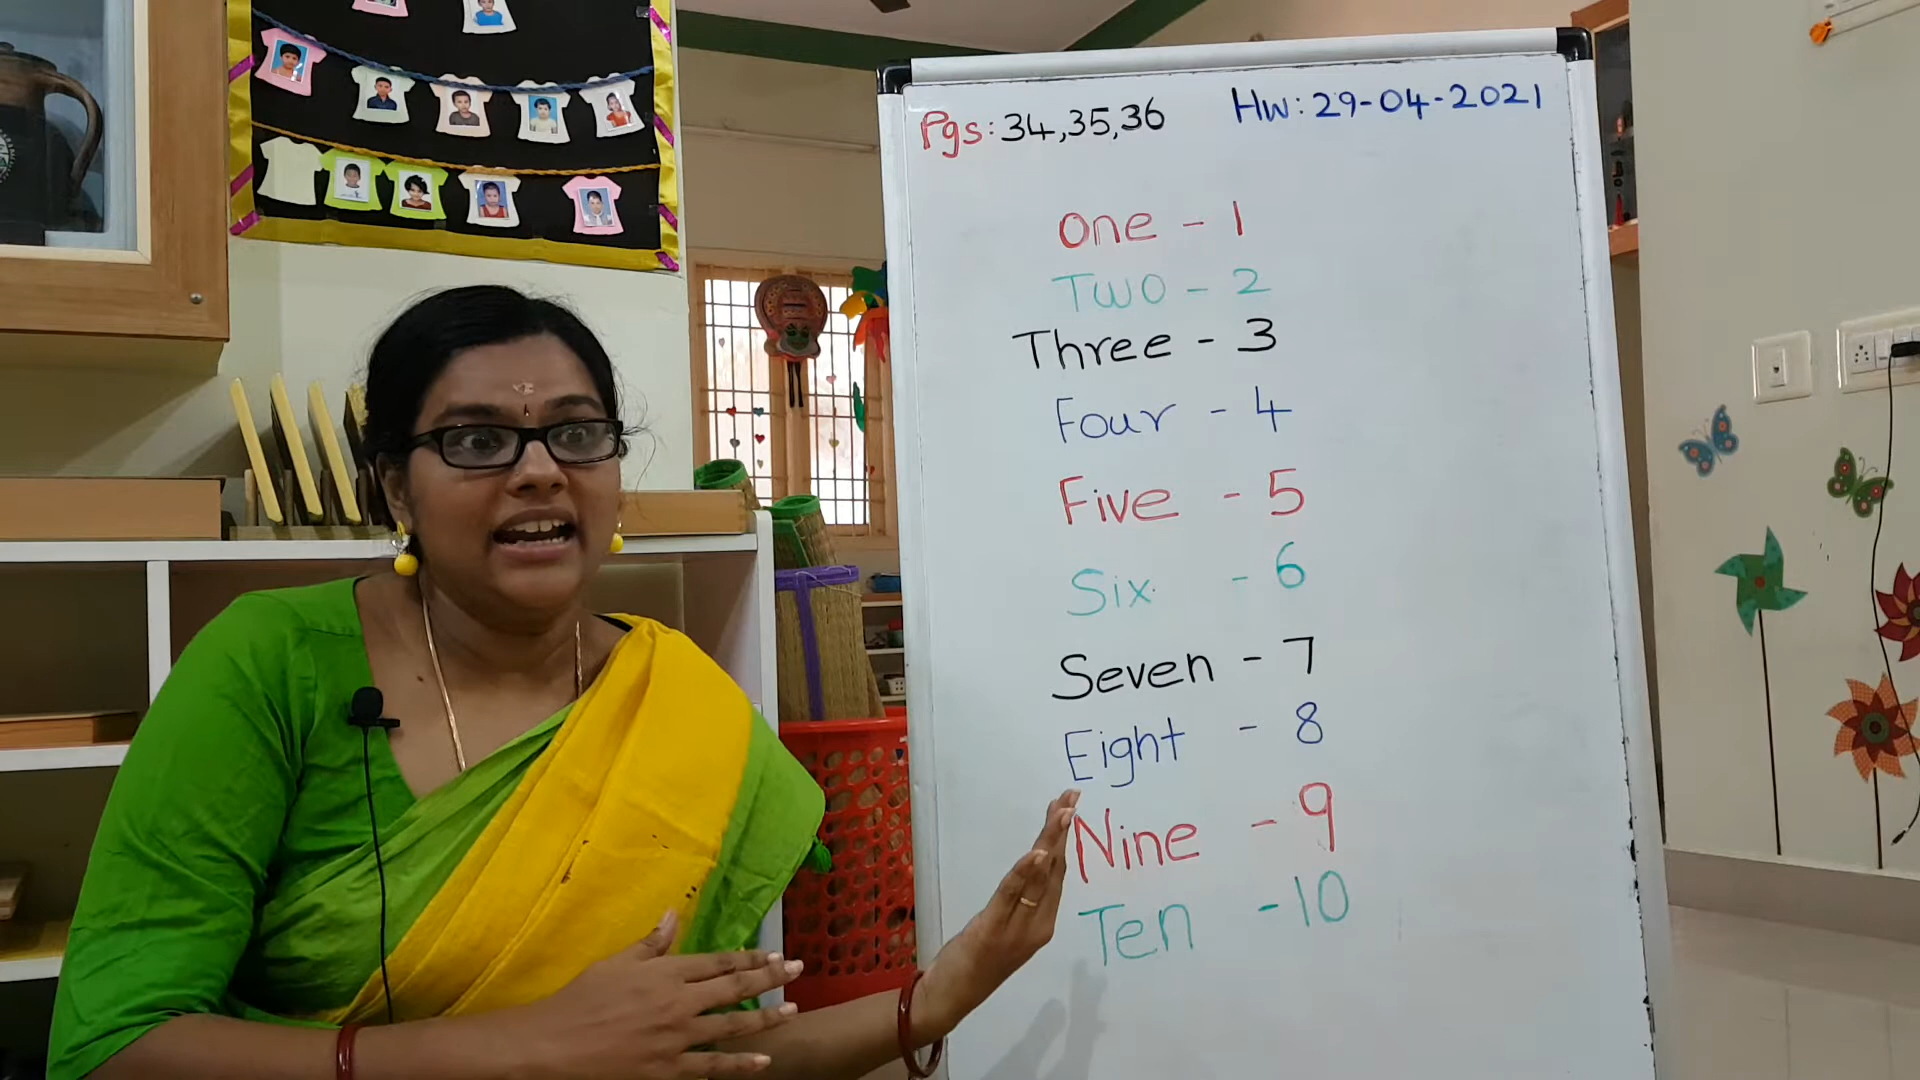 Pgs: 34,35,36 Hw: 29-04-2021
One - 1
Two - 2
Three - 3
Four - 4
Five - 5
Six - 6
Seven - 7
Eight - 8
Nine - 9
Ten - 10